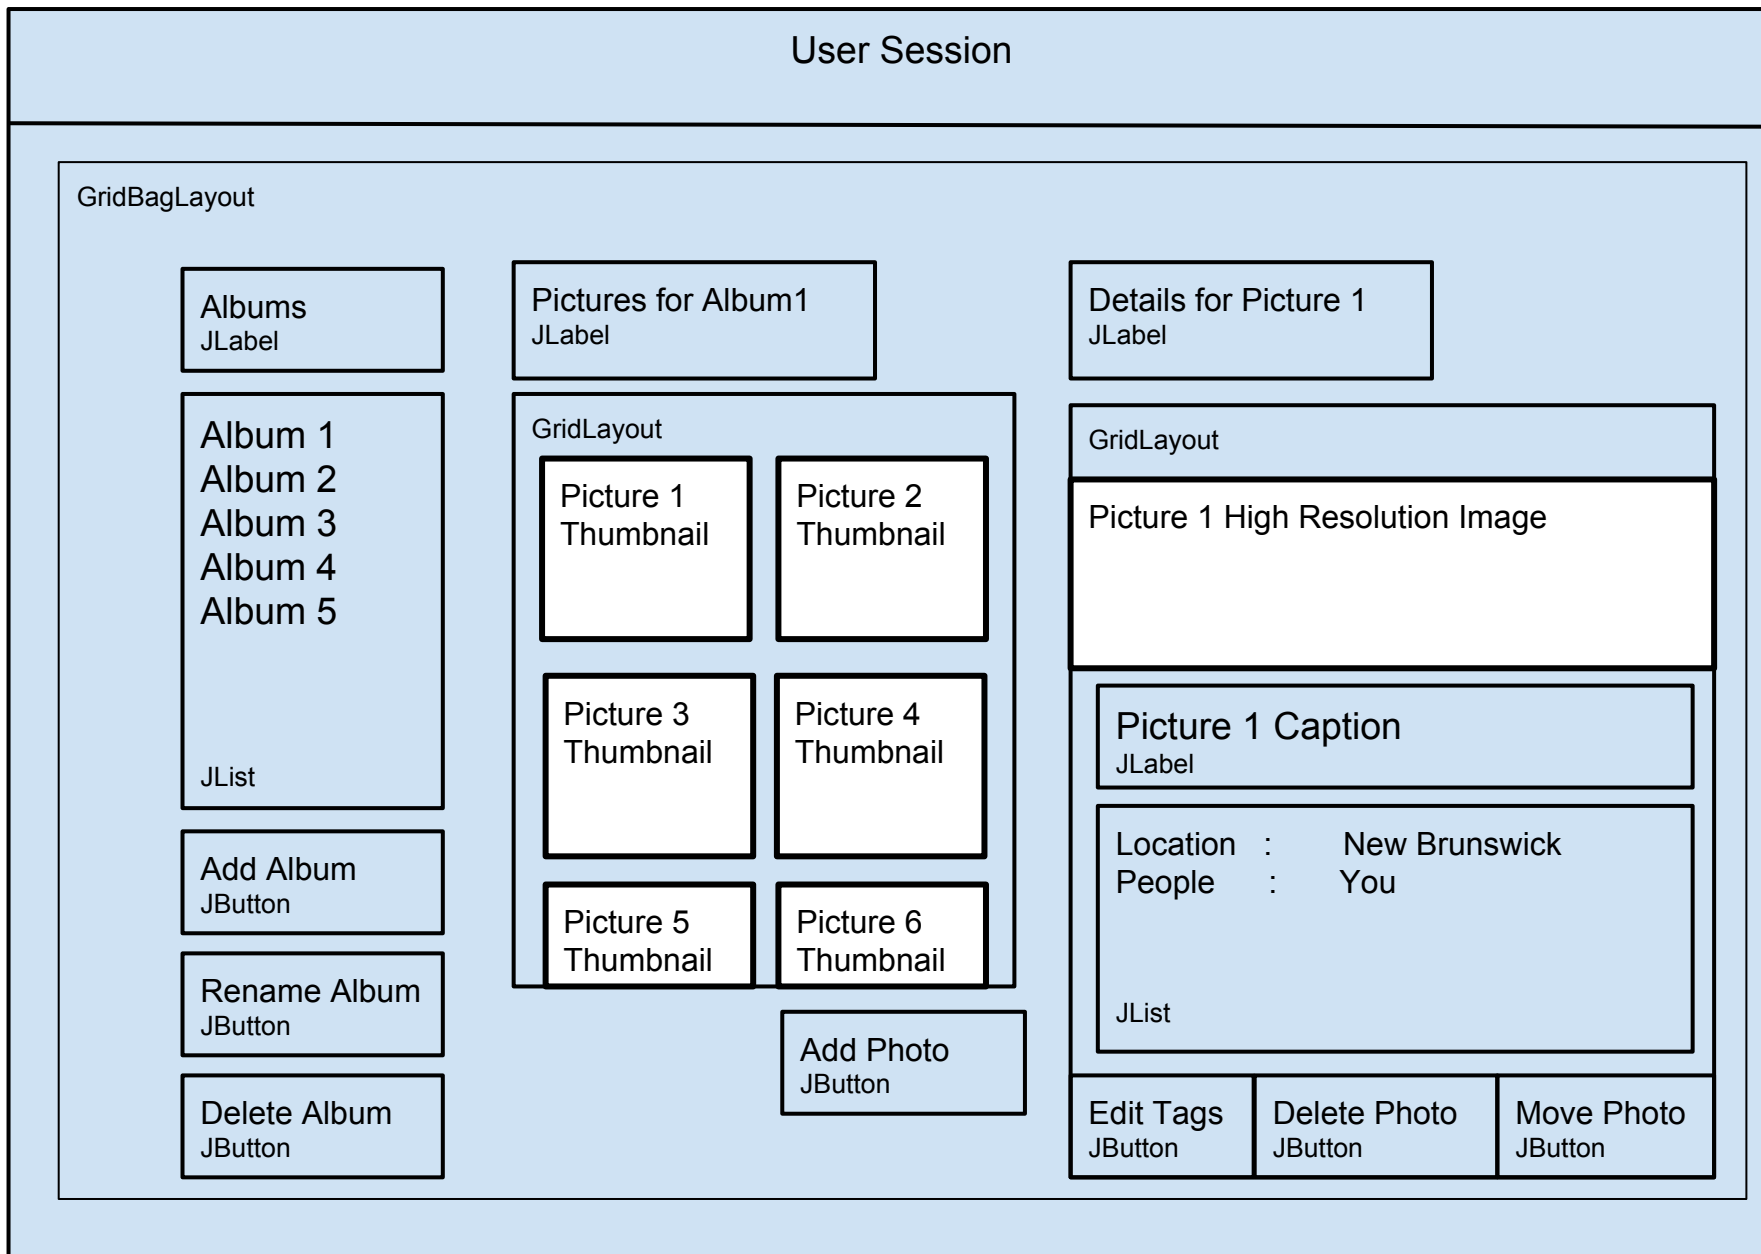 User Session
GridBagLayout
Albums
JLabel
Album 1
Album 2
Album 3
Album 4
Album 5
JList
Add Album
JButton
Rename Album
JButton
Delete Album
JButton
Pictures for Album1
JLabel
GridLayout
Picture 1
Thumbnail
Picture 2
Thumbnail
Picture 3
Thumbnail
Picture 4
Thumbnail
Picture 5
Thumbnail
Picture 6
Thumbnail
Add Photo
JButton
Details for Picture 1
JLabel
GridLayout
Picture 1 High Resolution Image
Picture 1 Caption
JLabel
Location : New Brunswick
People : You
JList
Edit Tags
JButton
Delete Photo
JButton
Move Photo
JButton